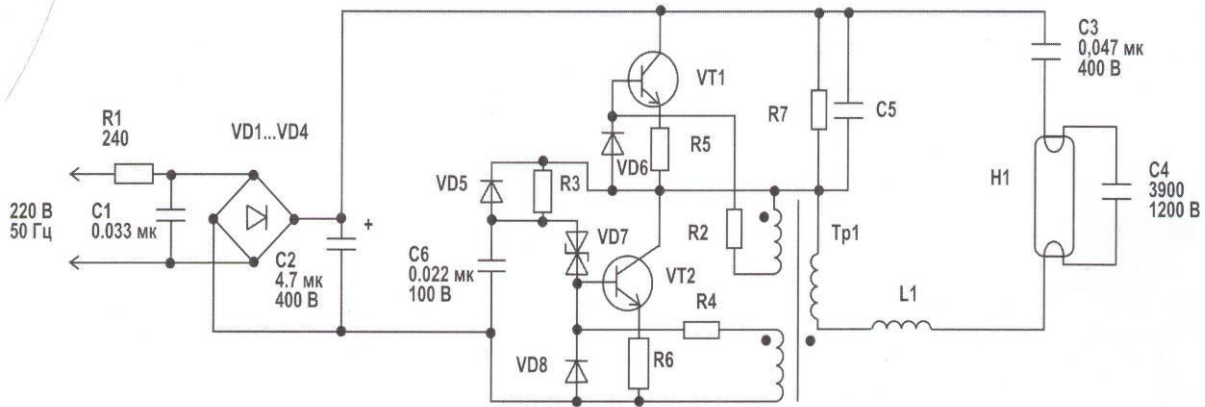 R1
240
VD1...VD4
220 В
50 Гц
C1
0.033 мк
C2
4.7 мк
400 В
+
VD5
R3
C6
0.022 мк
100 В
VD7
VD8
VT1
VD6
R5
VT2
R2
R4
R6
R7
C5
Тр1
L1
C3
0,047 мк
400 В
H1
C4
3900
1200 В